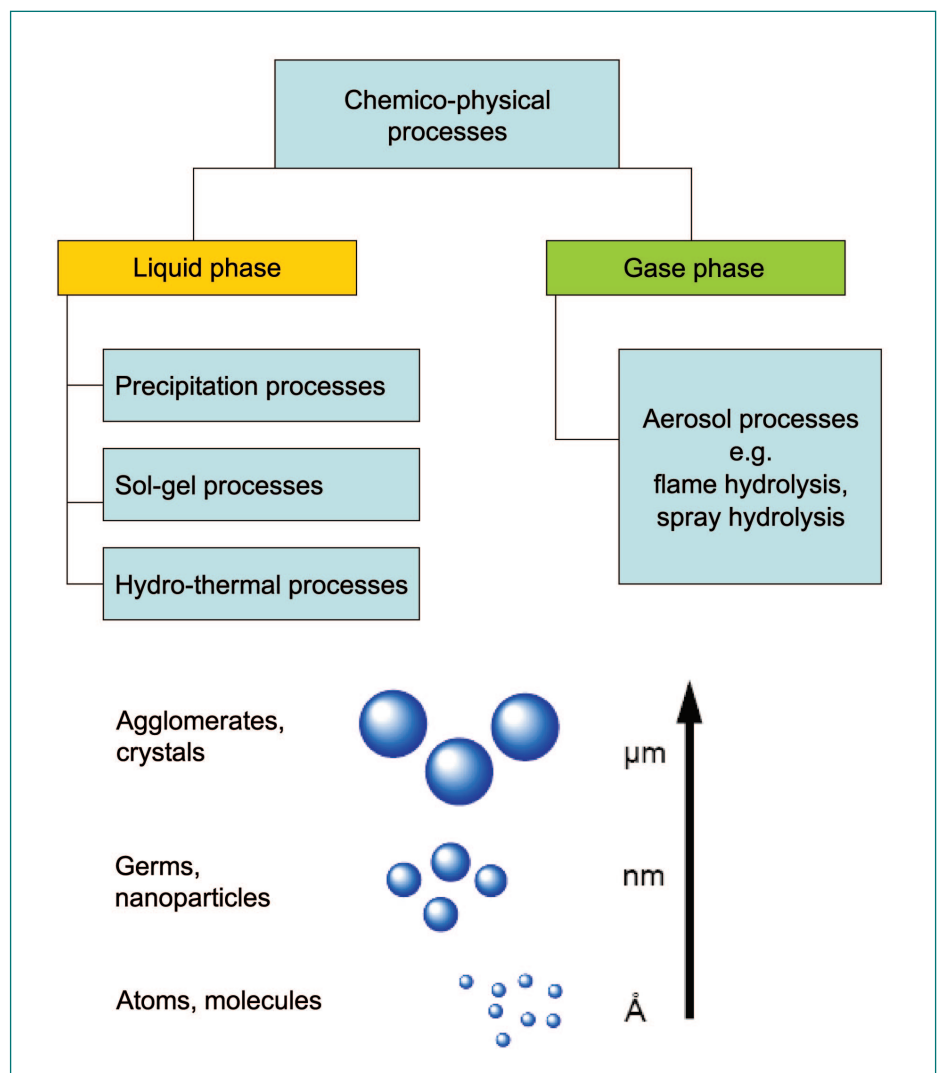 Chemico-physical
processes
Liquid phase
Gase phase
Precipitation processes
Sol-gel processes
Hydro-thermal processes
Aerosol processes
e.g.
flame hydrolysis,
spray hydrolysis
Agglomerates,
crystals
µm
Germs,
nanoparticles
nm
Atoms, molecules
Å